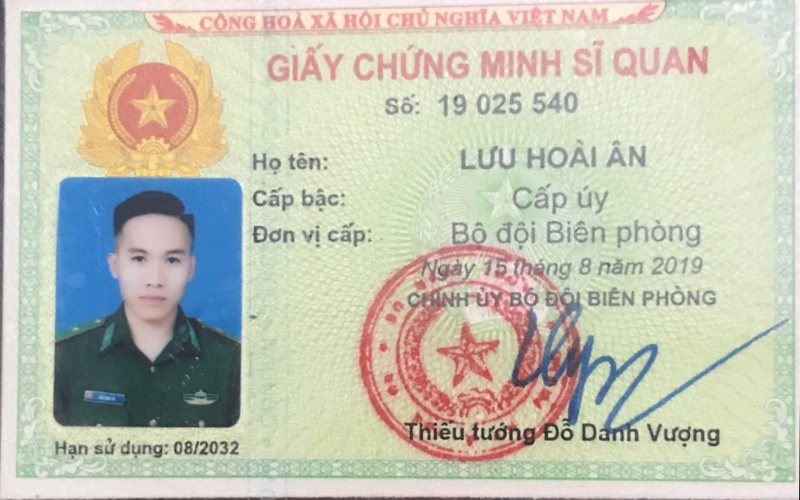 CỘNG HOÀ XÃ HỘI CHỦ NGHĨA VIỆT NAM
GIẤY CHỨNG MINH SĨ QUAN
Số: 19 025 540
Họ tên: LƯU HOÀI ÂN
Cấp bậc: Cấp úy
Đơn vị cấp: Bộ đội Biên phòng
Ngày 15 tháng 8 năm 2019
CHÍNH ỦY BỘ ĐỘI BIÊN PHÒNG
Thiếu tướng Đỗ Danh Vượng
Hạn sử dụng: 08/2032